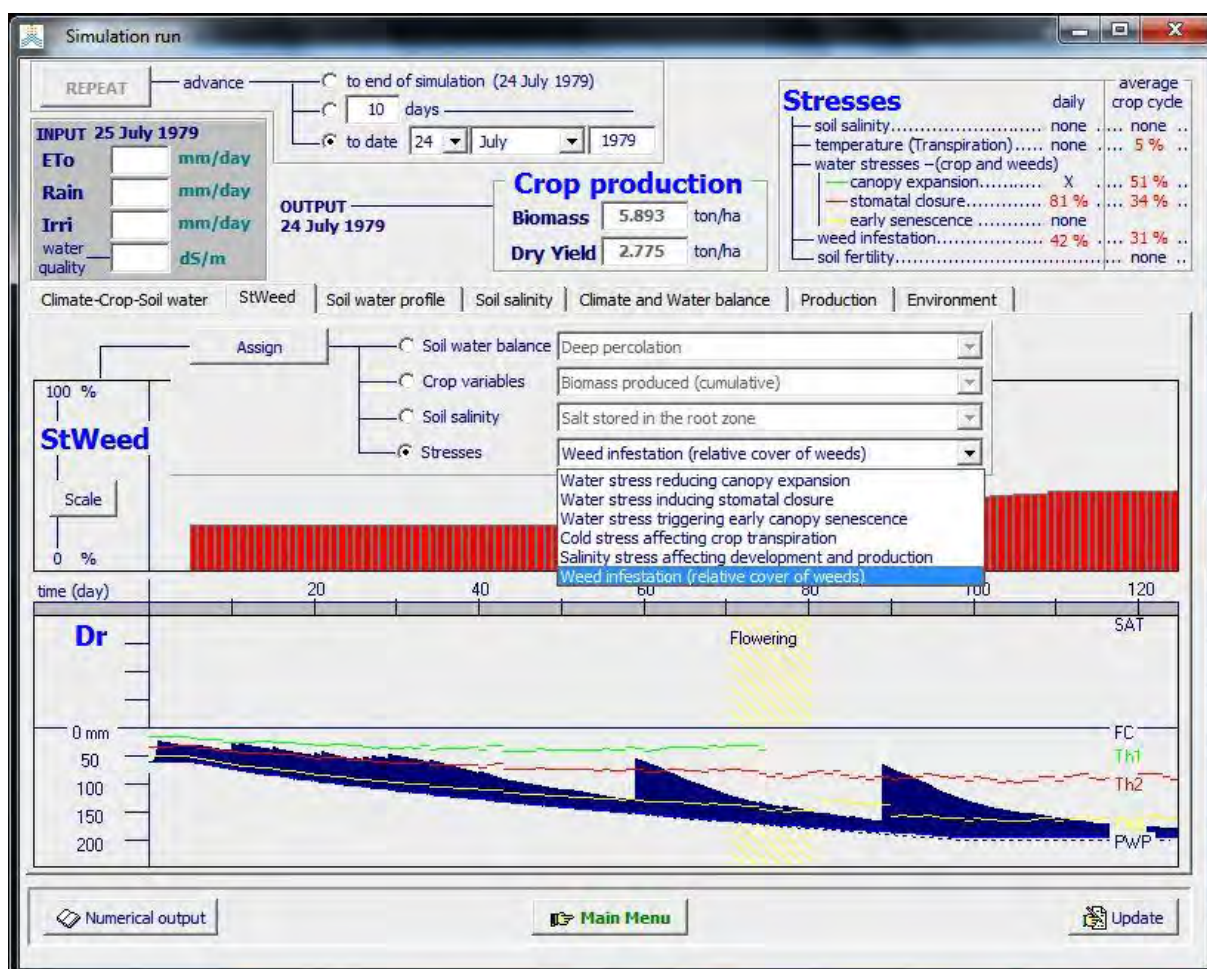 Simulation run
REPEAT
advance
to end of simulation (24 July 1979)
10 days
to date 24 July 1979
INPUT 25 July 1979
ETo mm/day
Rain mm/day
Irri mm/day
water quality dS/m
OUTPUT
24 July 1979
Crop production
Biomass 5.893 ton/ha
Dry Yield 2.775 ton/ha
Stresses daily average crop cycle
soil salinity.......................... none .... none ..
temperature (Transpiration)..... none .... 5 % ..
water stresses –(crop and weeds)
canopy expansion........... X .... 51 % ..
stomatal closure............. 81 % .... 34 % ..
early senescence ............ none
weed infestation................... 42 % .... 31 % ..
soil fertility.................................. none ..
Climate-Crop-Soil water StWeed Soil water profile Soil salinity Climate and Water balance Production Environment
Assign
Soil water balance Deep percolation
Crop variables Biomass produced (cumulative)
Soil salinity Salt stored in the root zone
Stresses Weed infestation (relative cover of weeds)
Water stress reducing canopy expansion
Water stress inducing stomatal closure
Water stress triggering early canopy senescence
Cold stress affecting crop transpiration
Salinity stress affecting development and production
Weed infestation (relative cover of weeds)
100 %
StWeed
Scale
0 %
time (day) 20 40 60 80 100 120
Dr
Flowering
SAT
0 mm
50
100
150
200
FC
Th1
Th2
PWP
Numerical output
Main Menu
Update